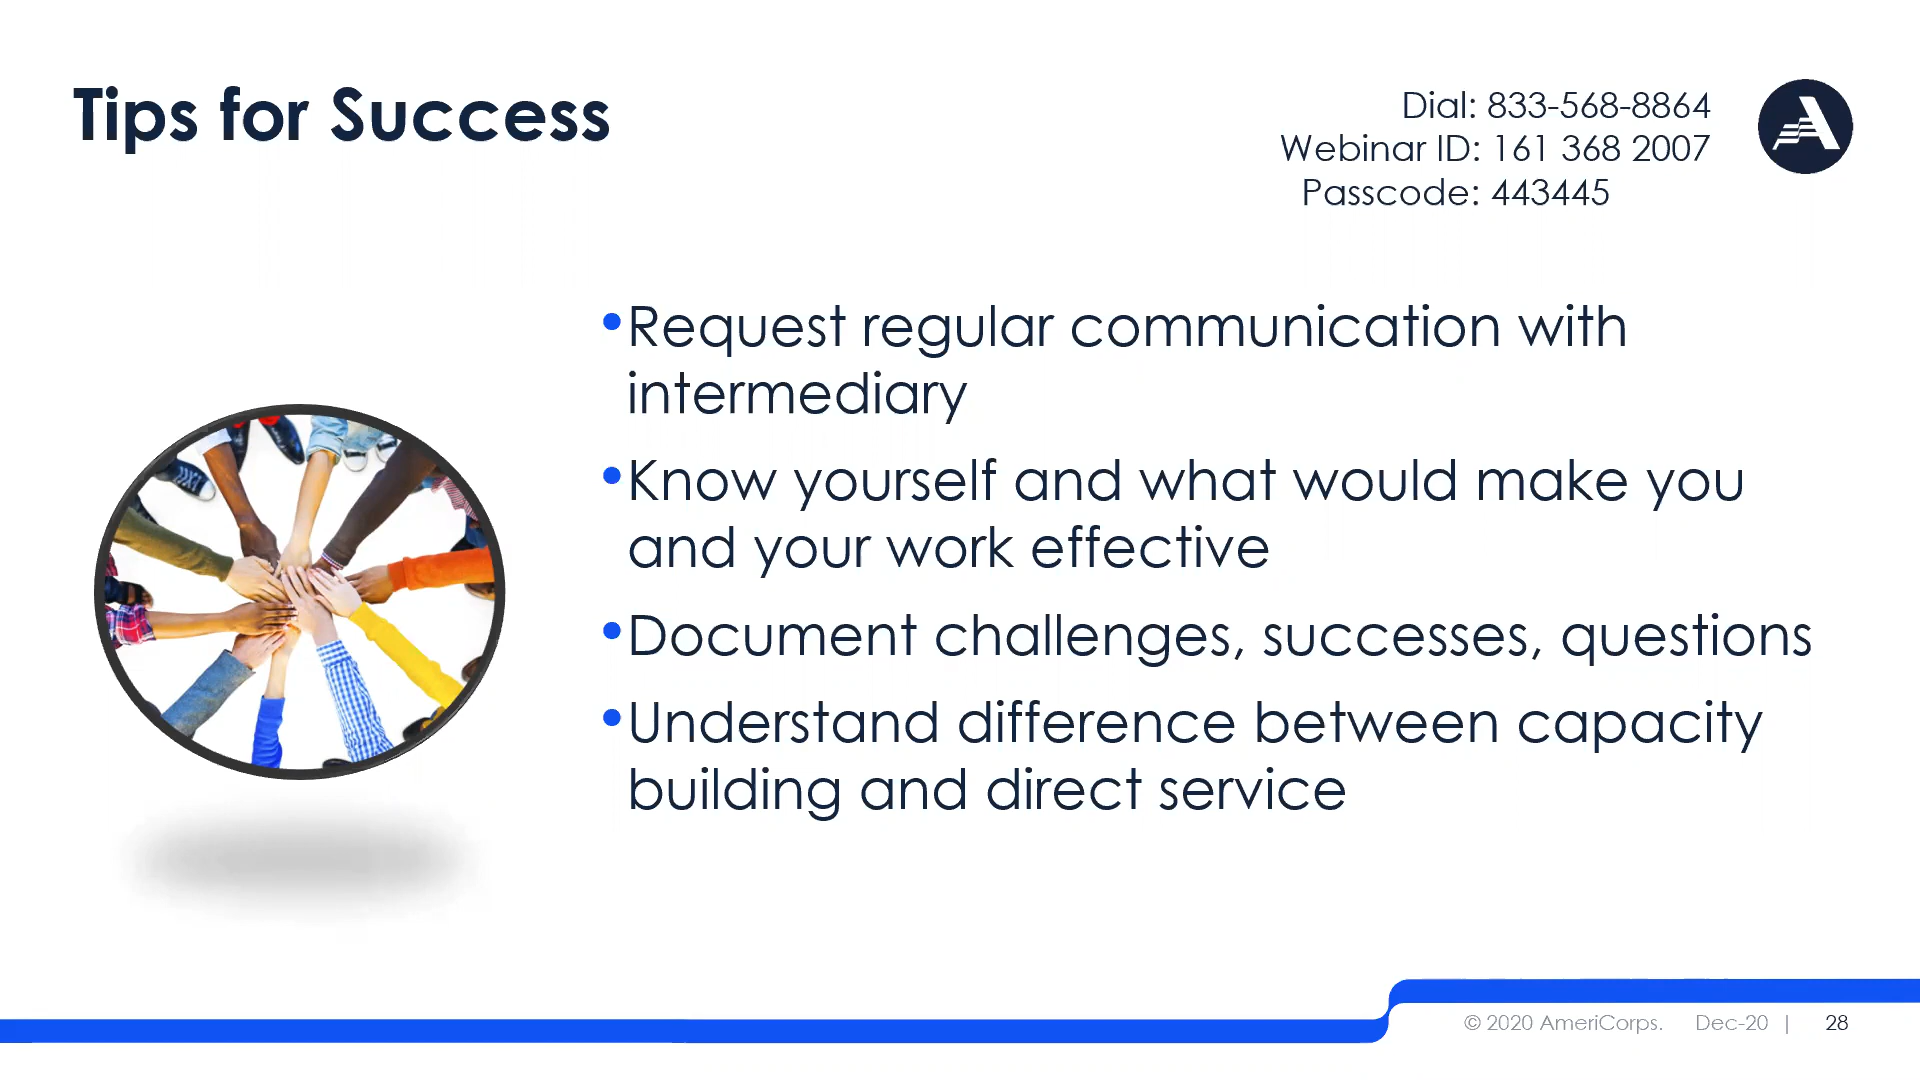 Tips for Success
Dial: 833-568-8864
Webinar ID: 161 368 2007
Passcode: 443445
•Request regular communication with
intermediary
•Know yourself and what would make you
and your work effective
•Document challenges, successes, questions
•Understand difference between capacity
building and direct service
© 2020 AmeriCorps. Dec-20 | 28